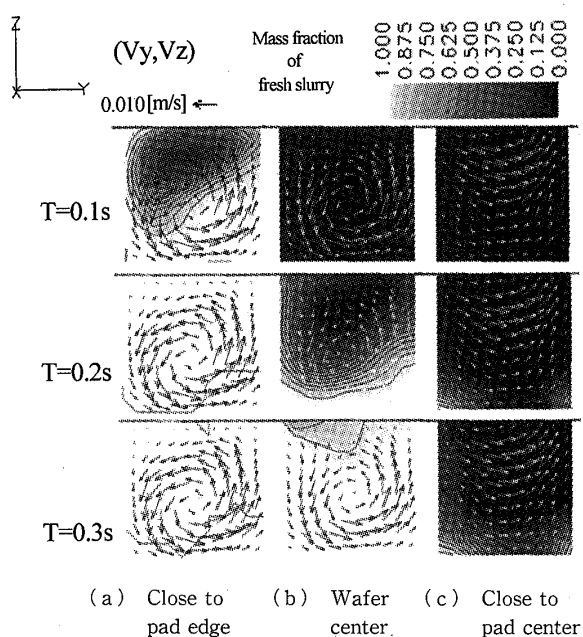 Z
X
Y
(Vy,Vz)
0.010[m/s]
Mass fraction
of
fresh slurry
1.000
0.875
0.750
0.625
0.500
0.375
0.250
0.125
0.000
T=0.1s
T=0.2s
T=0.3s
(a) Close to
pad edge
(b) Wafer
center
(c) Close to
pad center